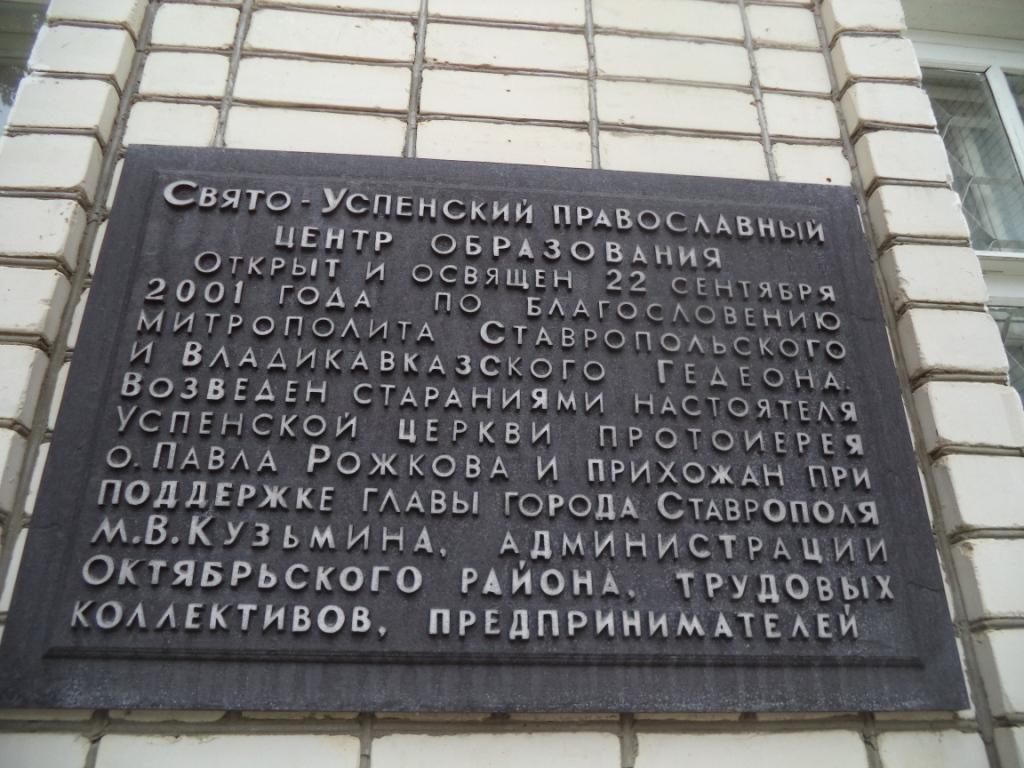 Свято-Успенский православный
центр образования
Открыт и освящен 22 сентября
2001 года по благословению
митрополита Ставропольского
и Владикавказского Гедеона.
Возведен стараниями настоятеля
Успенской церкви протоиерея
о.Павла Рожкова и прихожан при
поддержке главы города Ставрополя
М.В.Кузьмина, администрации
Октябрьского района, трудовых
коллективов, предпринимателей